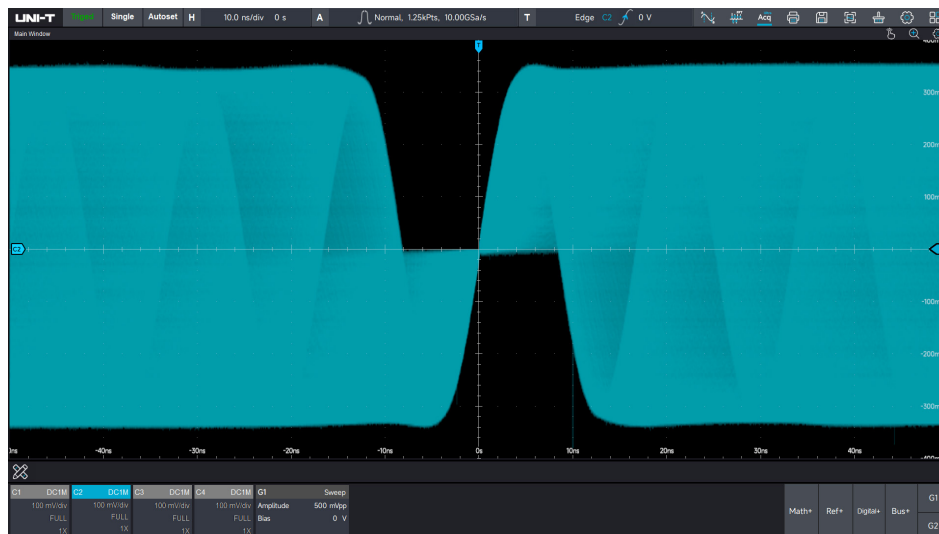 UNI-T Triged Single Autoset H 10.0 ns/div 0 s A Normal, 1.25kPts, 10.00GSa/s T Edge C2 0 V Acq
Main Window
T
300m
200m
100m
C2
-100m
-200m
-300m
-40ns -30ns -20ns -10ns 0s 10ns 20ns 30ns 40ns
C1 DC1M C2 DC1M C3 DC1M C4 DC1M G1 Sweep
100 mV/div 100 mV/div 100 mV/div 100 mV/div Amplitude 500 mVpp
FULL FULL FULL FULL Bias 0 V
1X 1X 1X 1X
Math+ Ref+ Digital+ Bus+ G1
G2